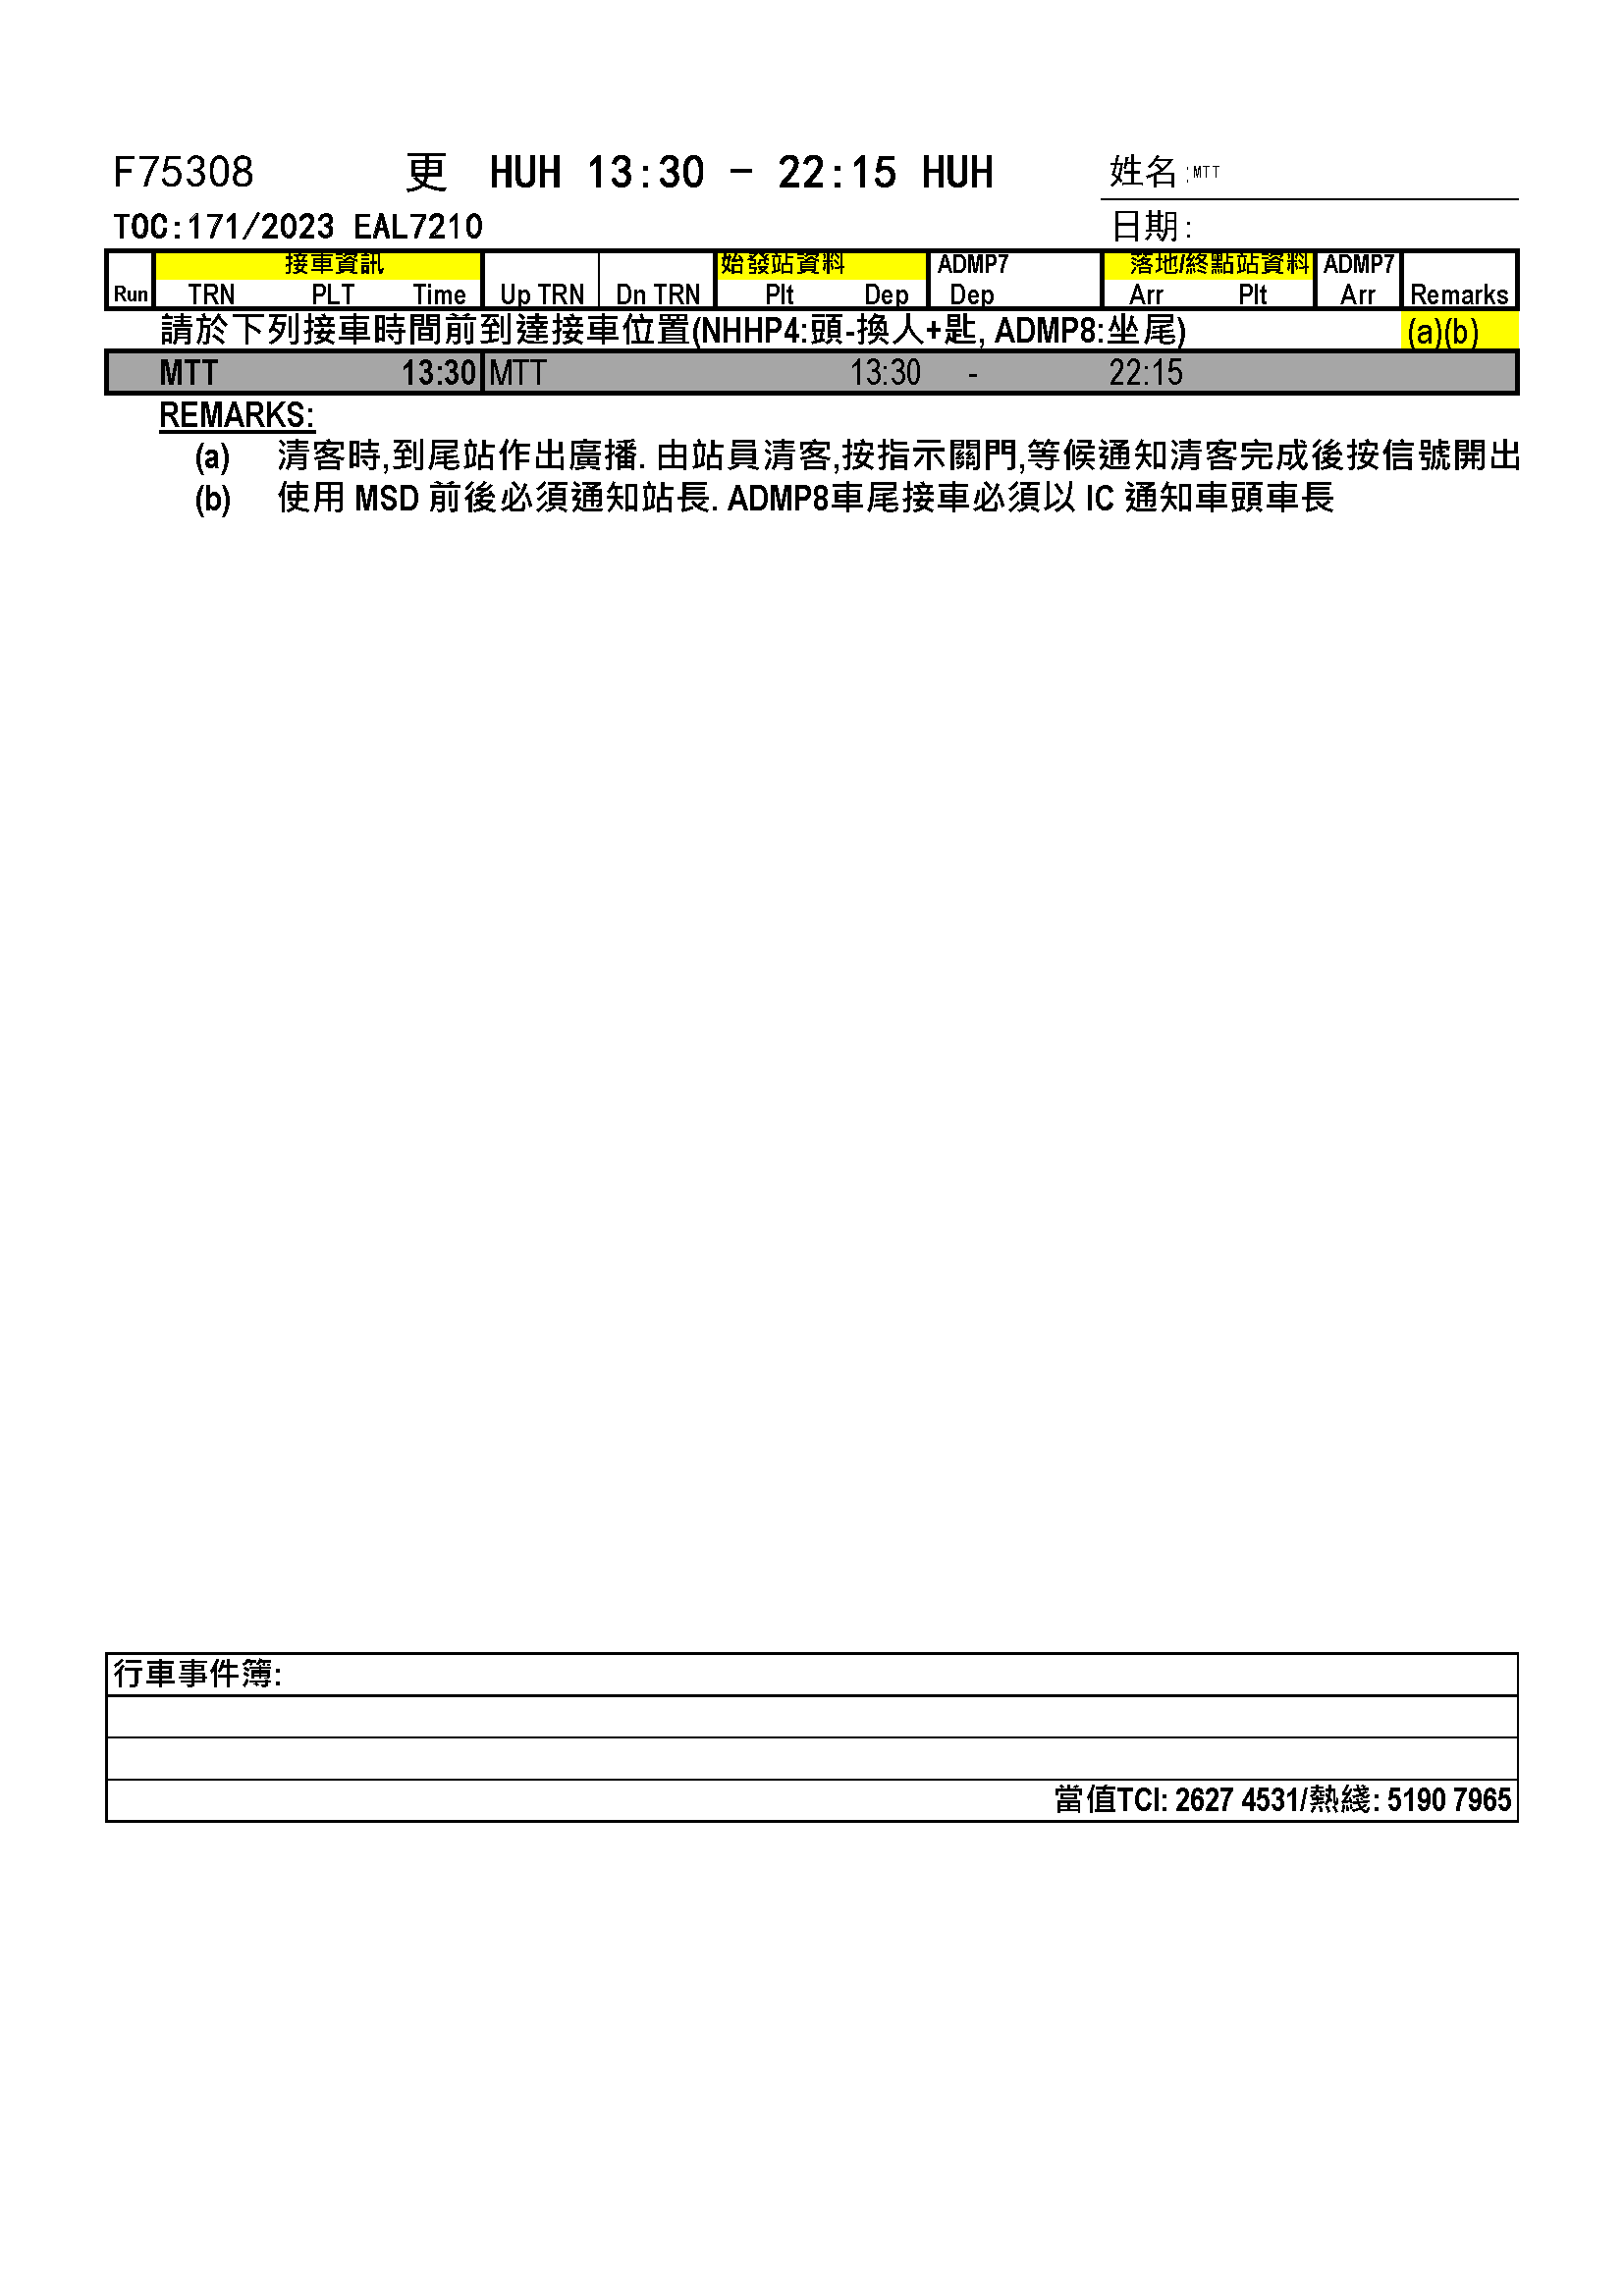 F75308 更 HUH 13:30 - 22:15 HUH 姓名:MTT
TOC:171/2023 EAL7210 日期:
接車資訊 始發站資料 ADMP7 落地/終點站資料 ADMP7
Run TRN PLT Time Up TRN Dn TRN Plt Dep Dep Arr Plt Arr Remarks
請於下列接車時間前到達接車位置(NHHP4:頭-換人+匙, ADMP8:坐尾) (a)(b)
MTT 13:30 MTT 13:30 - 22:15
REMARKS:
(a) 清客時,到尾站作出廣播. 由站員清客,按指示關門,等候通知清客完成後按信號開出
(b) 使用 MSD 前後必須通知站長. ADMP8車尾接車必須以 IC 通知車頭車長
行車事件簿:
當值TCI: 2627 4531/熱綫: 5190 7965